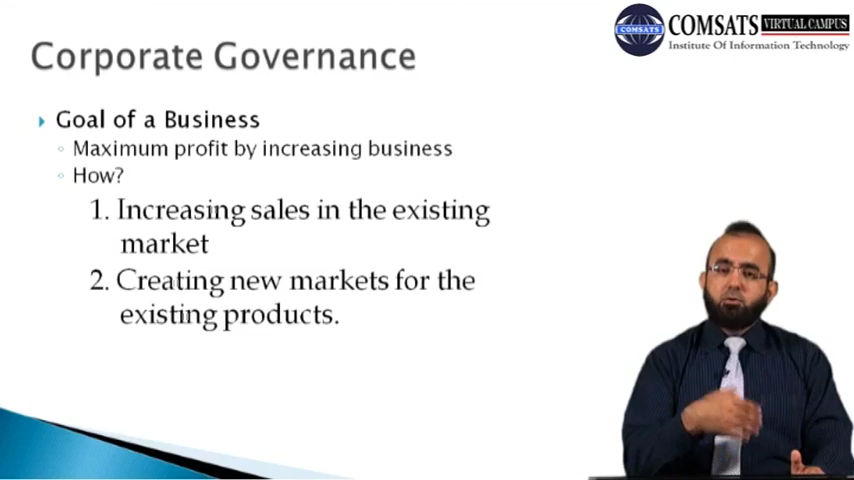 COMSATS VIRTUAL CAMPUS
COMSATS
Institute Of Information Technology
Corporate Governance
Goal of a Business
Maximum profit by increasing business
How?
1. Increasing sales in the existing
market
2. Creating new markets for the
existing products.